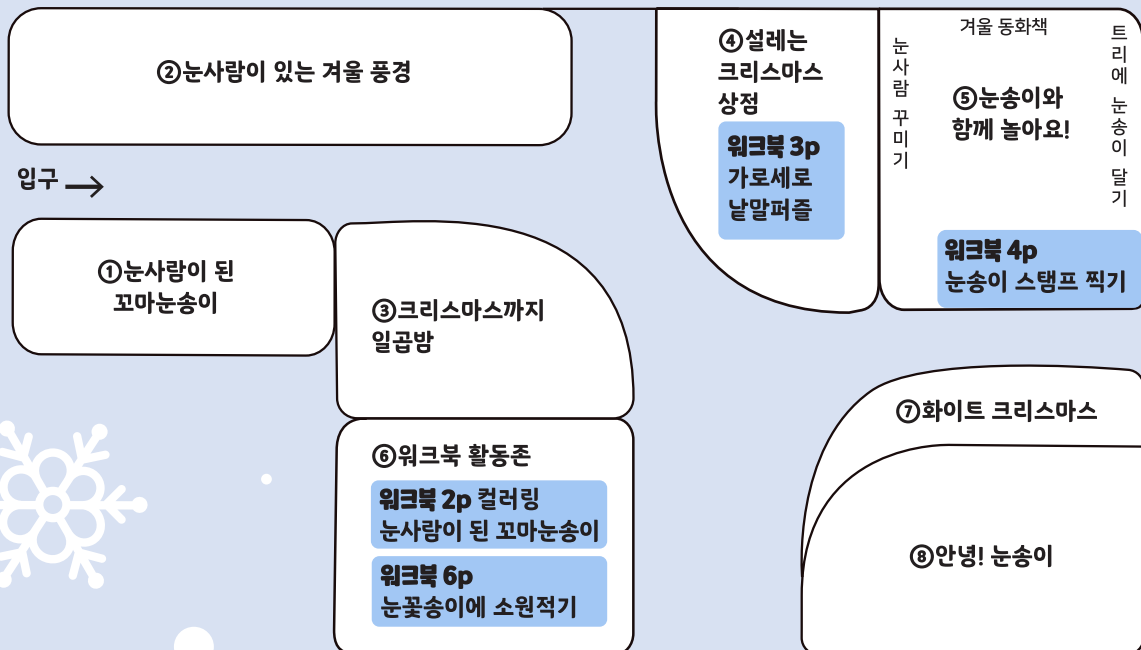 ②눈사람이 있는 겨울 풍경
입구
①눈사람이 된
꼬마눈송이
③크리스마스까지
일곱밤
④설레는
크리스마스
상점
워크북 3p
가로세로
낱말퍼즐
겨울 동화책
눈사람 꾸미기
⑤눈송이와
함께 놀아요!
트리에 눈송이 달기
워크북 4p
눈송이 스탬프 찍기
⑥워크북 활동존
워크북 2p 컬러링
눈사람이 된 꼬마눈송이
워크북 6p
눈꽃송이에 소원적기
⑦화이트 크리스마스
⑧안녕! 눈송이